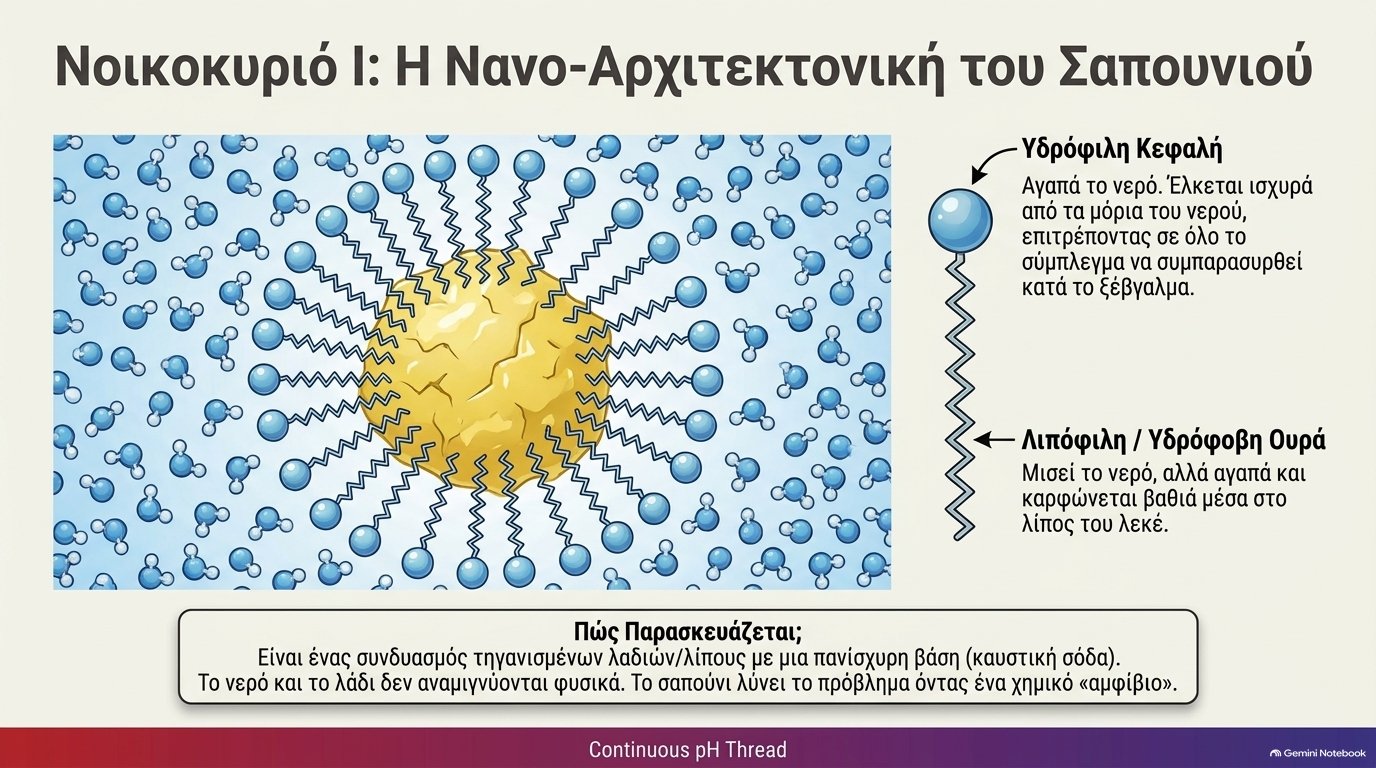 Νοικοκυριό Ι: Η Νανο-Αρχιτεκτονική του Σαπουνιού
Υδρόφιλη Κεφαλή
Αγαπά το νερό. Έλκεται ισχυρά
από τα μόρια του νερού,
επιτρέποντας σε όλο το
σύμπλεγμα να συμπαρασυρθεί
κατά το ξέβγαλμα.
Λιπόφιλη / Υδρόφοβη Ουρά
Μισεί το νερό, αλλά αγαπά και
καρφώνεται βαθιά μέσα στο
λίπος του λεκέ.
Πώς Παρασκευάζεται;
Είναι ένας συνδυασμός τηγανισμένων λαδιών/λίπους με μια πανίσχυρη βάση (καυστική σόδα).
Το νερό και το λάδι δεν αναμιγνύονται φυσικά. Το σαπούνι λύνει το πρόβλημα όντας ένα χημικό «αμφίβιο».
Continuous pH Thread
Gemini Notebook